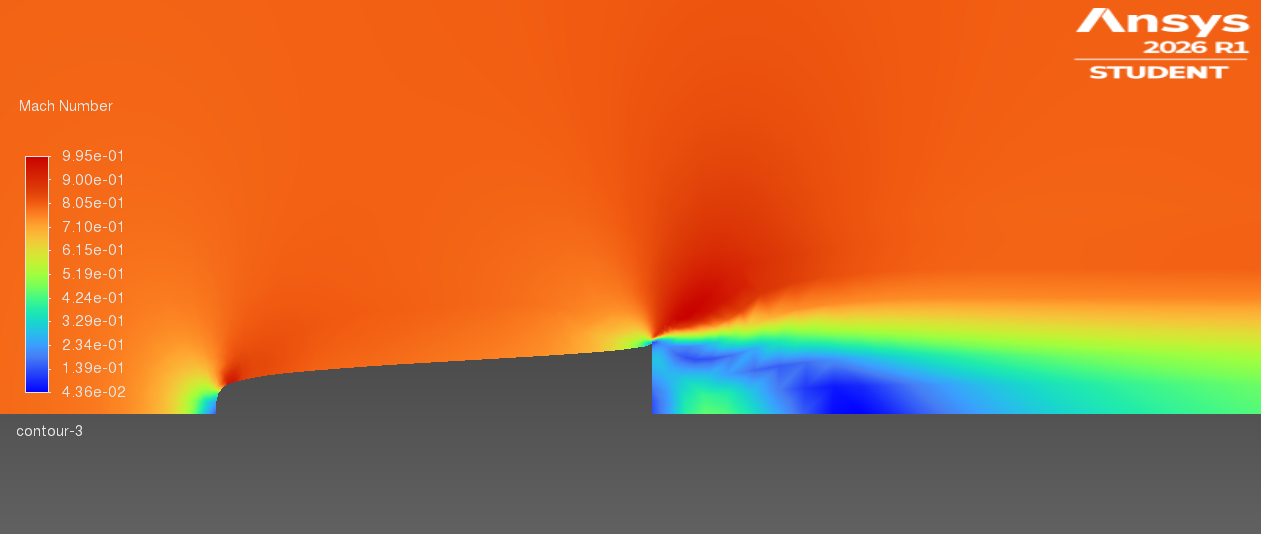 Ansys
2026 R1
STUDENT
Mach Number
9.95e-01
9.00e-01
8.05e-01
7.10e-01
6.15e-01
5.19e-01
4.24e-01
3.29e-01
2.34e-01
1.39e-01
4.36e-02
contour-3